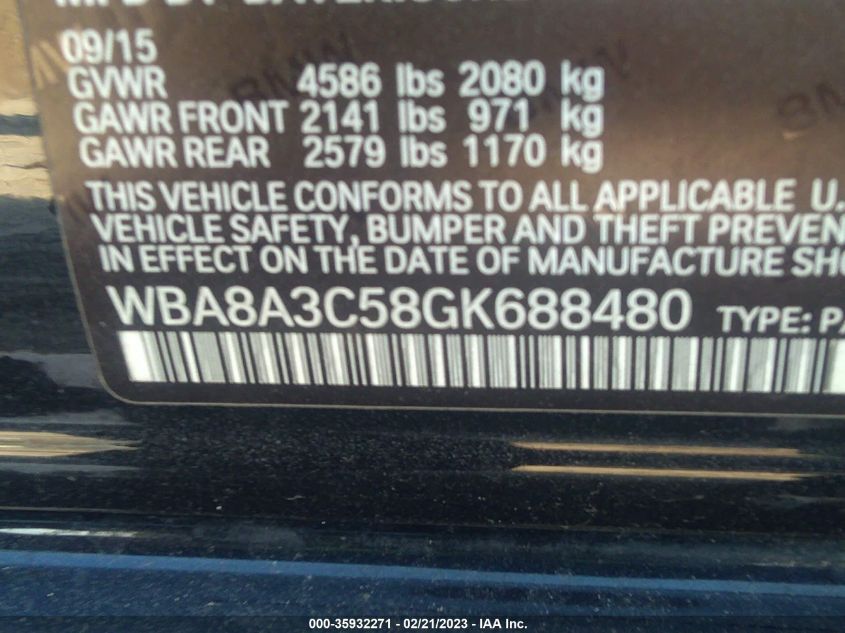 09/15
GVWR 4586 lbs 2080 kg
GAWR FRONT 2141 lbs 971 kg
GAWR REAR 2579 lbs 1170 kg
THIS VEHICLE CONFORMS TO ALL APPLICABLE U.
VEHICLE SAFETY, BUMPER AND THEFT PREVEN
IN EFFECT ON THE DATE OF MANUFACTURE SH
WBA8A3C58GK688480 TYPE: PA
000-35932271 - 02/21/2023 - IAA Inc.